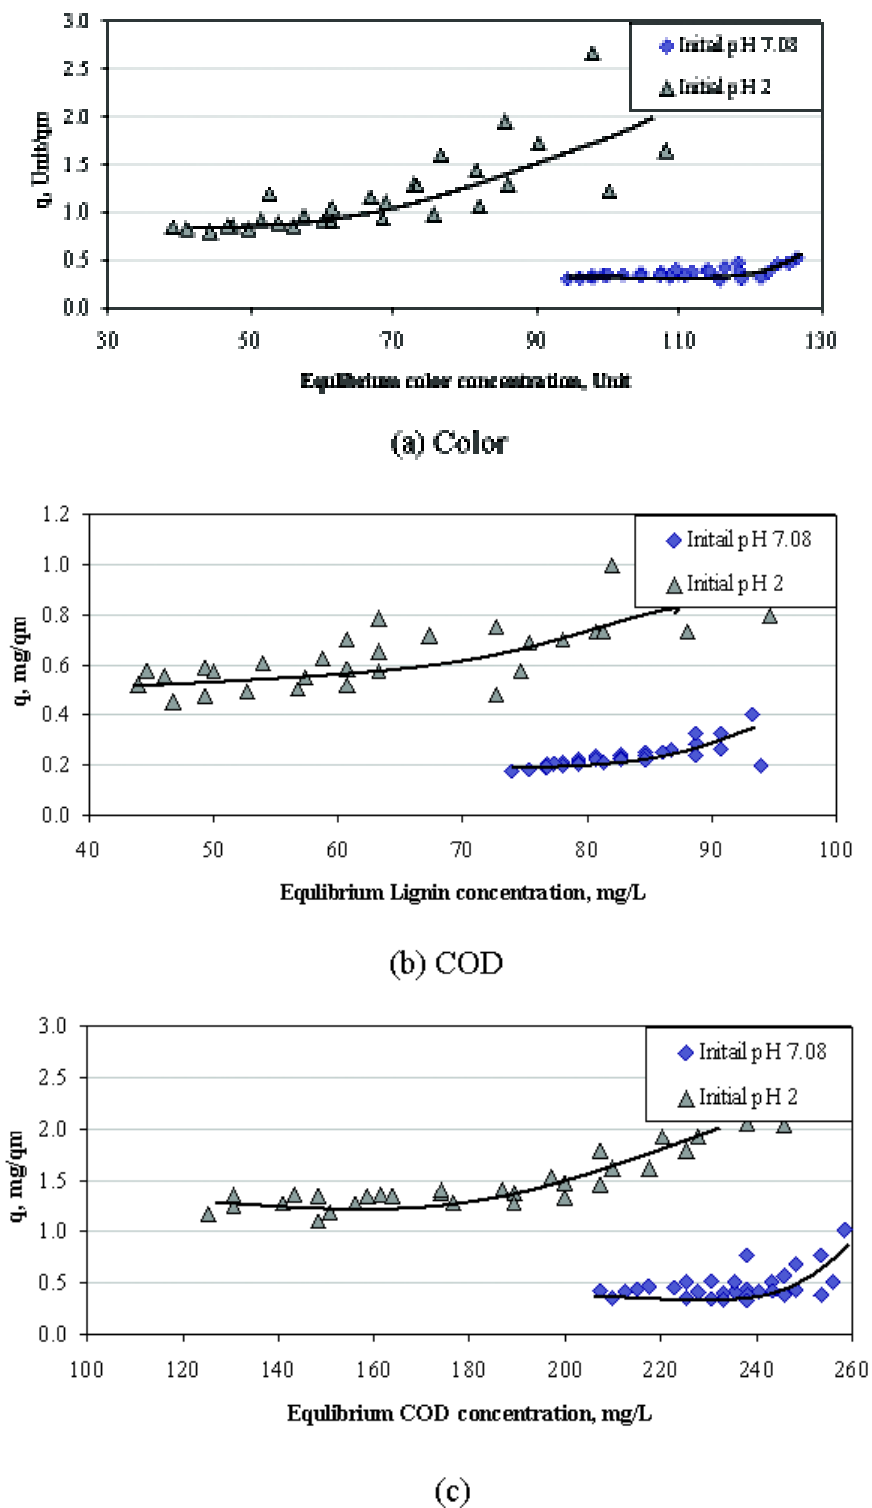 3.0
2.5
2.0
1.5
1.0
0.5
0.0
q, Unit/qm
Initail pH 7.08
Initial pH 2
30 50 70 90 110 130
Equlibrium color concentration, Unit
(a) Color
1.2
1.0
0.8
0.6
0.4
0.2
0.0
q, mg/qm
Initail pH 7.08
Initial pH 2
40 50 60 70 80 90 100
Equlibrium Lignin concentration, mg/L
(b) COD
3.0
2.5
2.0
1.5
1.0
0.5
0.0
q, mg/qm
Initail pH 7.08
Initial pH 2
100 120 140 160 180 200 220 240 260
Equlibrium COD concentration, mg/L
(c)